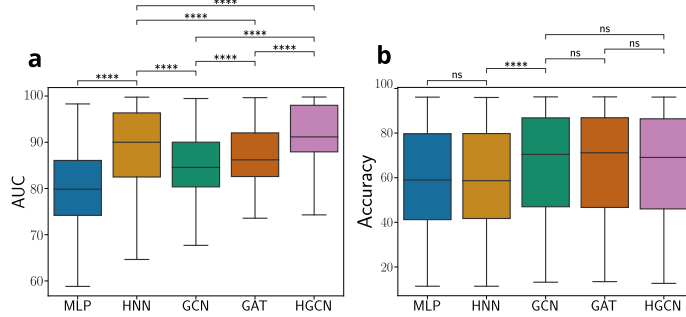 ****
****
****
****
****
****
****
a
100
90
80
70
60
AUC
MLP
HNN
GCN
GAT
HGCN
ns
ns
ns
****
ns
b
100
80
60
40
20
Accuracy
MLP
HNN
GCN
GAT
HGCN